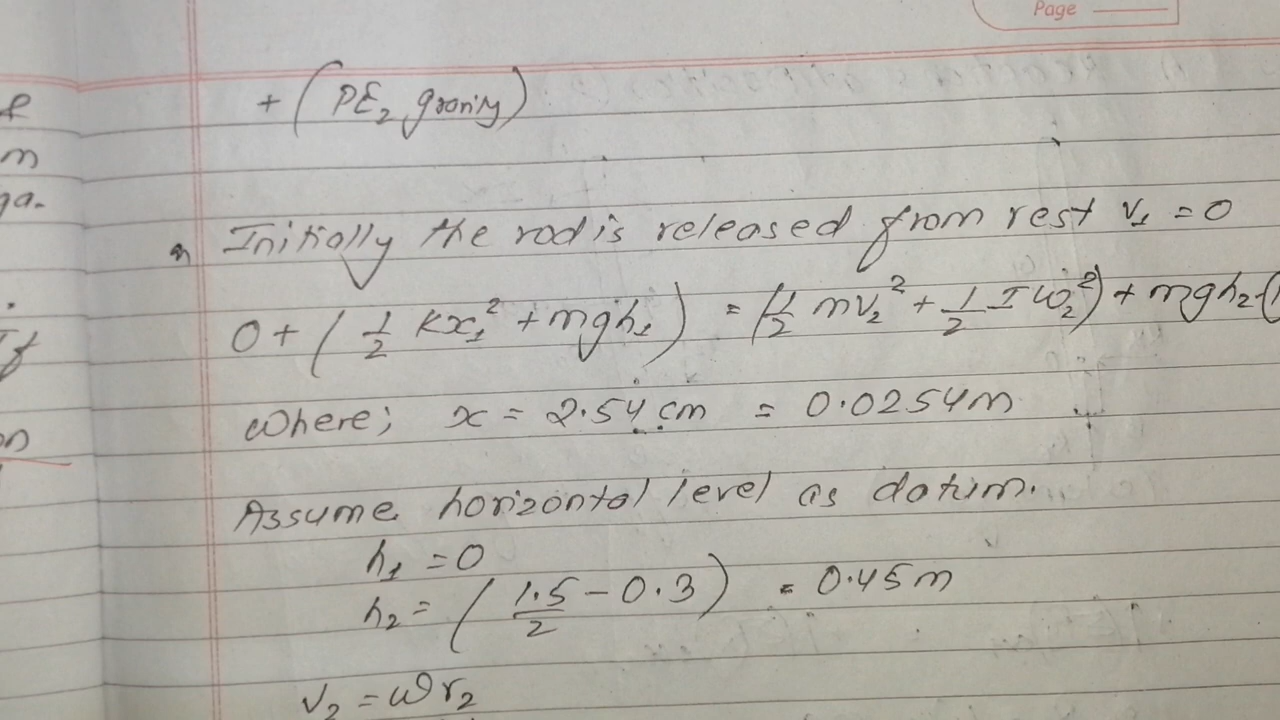 Page
+ (PE₂ gravity)
Initially the rod is released from rest v₁ = 0
0 + (1/2 Kx₁² + mgh₁) = (1/2 mv₂² + 1/2 Iω₂²) + mgh₂
where; x = 2.54 cm = 0.0254m
Assume horizontal level as datum.
h₁ = 0
h₂ = (1.5/2 - 0.3) = 0.45m
v₂ = ωr₂